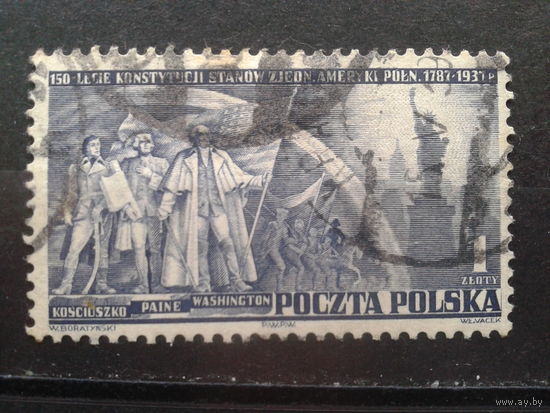 150-LECIE KONSTYTUCJI STANÓW ZJEDN. AMERYKI PÓŁN. 1787-1937 R
1
ZŁOTY
KOSCIUSZKO PAINE WASHINGTON POCZTA POLSKA
W. BORATYŃSKI P.W.P.W. WŁ. VACEK
www.ay.by